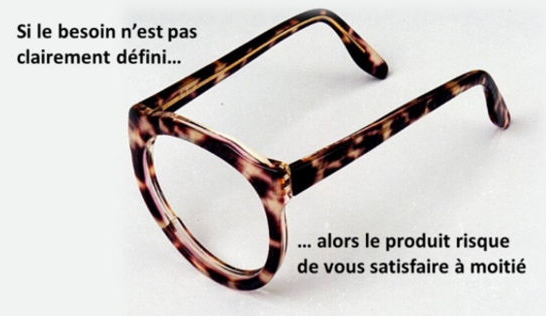 Si le besoin n’est pas
clairement défini…
… alors le produit risque
de vous satisfaire à moitié